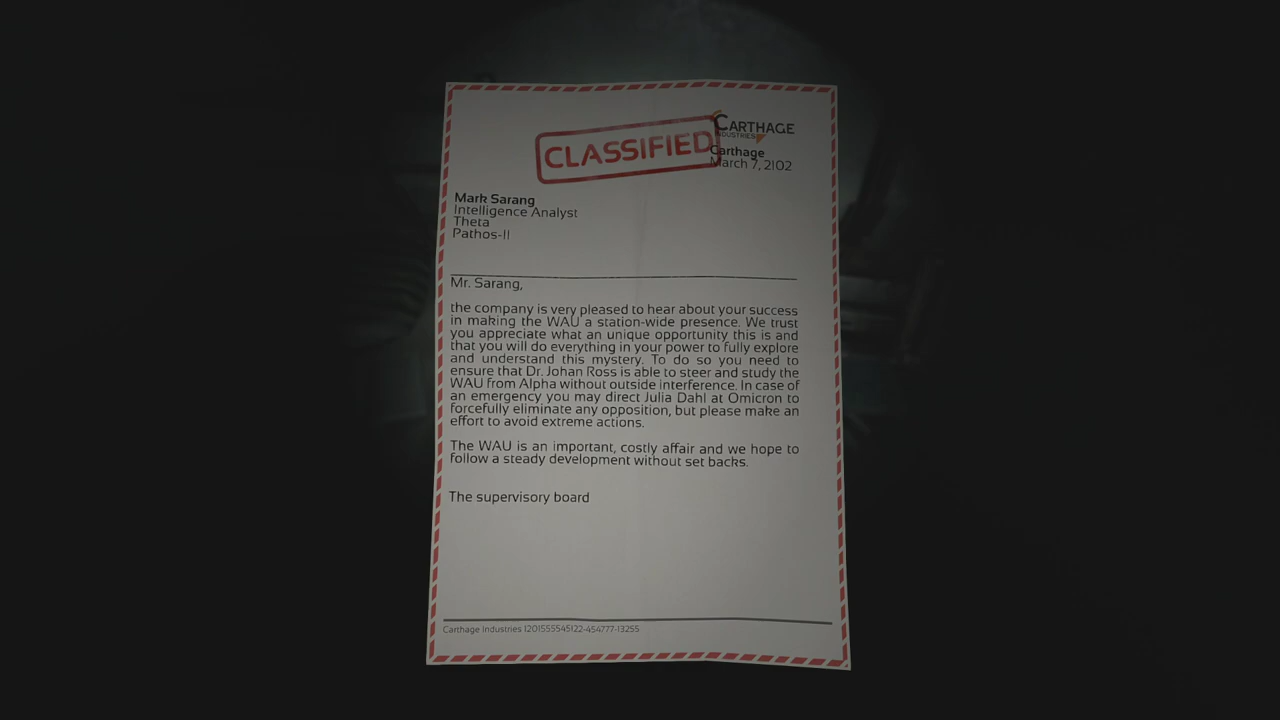 CLASSIFIED
CARTHAGE
INDUSTRIES
Carthage
March 7, 2102
Mark Sarang
Intelligence Analyst
Theta
Pathos-II
Mr. Sarang,
the company is very pleased to hear about your success
in making the WAU a station-wide presence. We trust
you appreciate what an unique opportunity this is and
that you will do everything in your power to fully explore
and understand this mystery. To do so you need to
ensure that Dr. Johan Ross is able to steer and study the
WAU from Alpha without outside interference. In case of
an emergency you may direct Julia Dahl at Omicron to
forcefully eliminate any opposition, but please make an
effort to avoid extreme actions.
The WAU is an important, costly affair and we hope to
follow a steady development without set backs.
The supervisory board
Carthage Industries 1201555545122-454777-13255